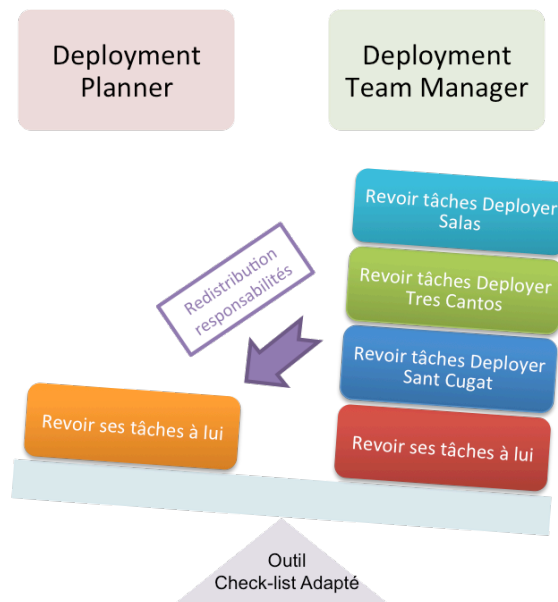 Deployment
Planner
Deployment
Team Manager
Revoir tâches Deployer
Salas
Redistribution
responsabilités
Revoir tâches Deployer
Tres Cantos
Revoir tâches Deployer
Sant Cugat
Revoir ses tâches à lui
Revoir ses tâches à lui
Outil
Check-list Adapté